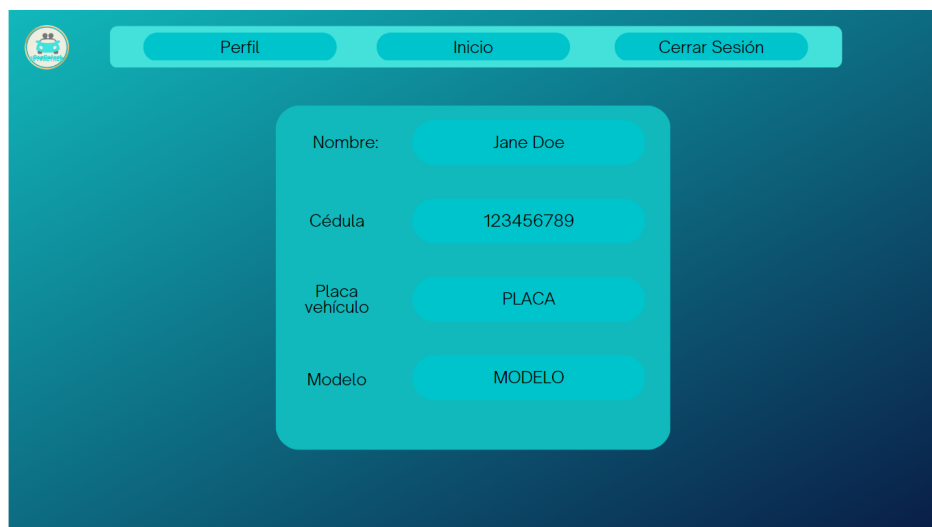 Perfil
Inicio
Cerrar Sesión
Nombre:
Jane Doe
Cédula
123456789
Placa
vehículo
PLACA
Modelo
MODELO